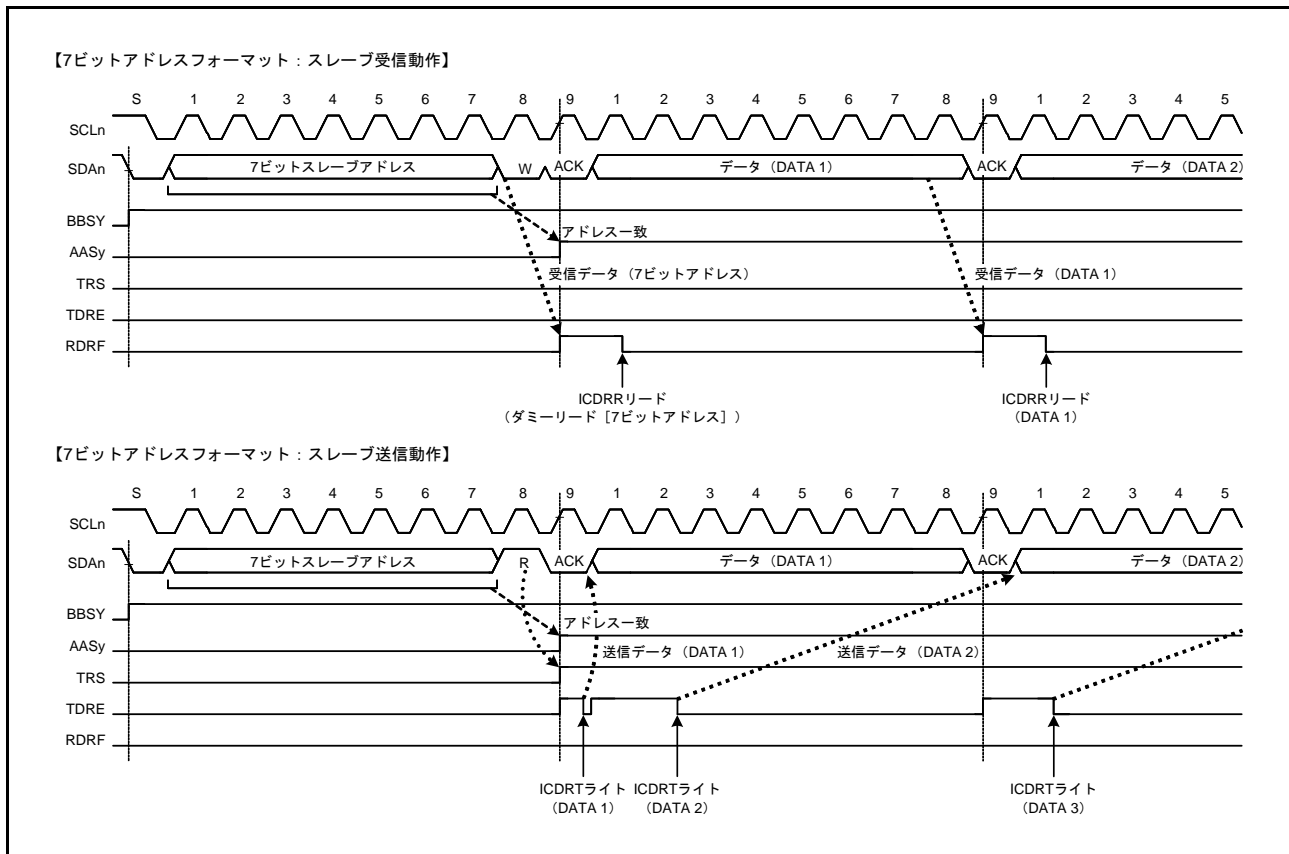 【7ビットアドレスフォーマット：スレーブ受信動作】
S 1 2 3 4 5 6 7 8 9 1 2 3 4 5 6 7 8 9 1 2 3 4 5
SCLn
SDAn 7ビットスレーブアドレス W ACK データ（DATA 1） ACK データ（DATA 2）
BBSY
アドレス一致
AASy
受信データ（7ビットアドレス） 受信データ（DATA 1）
TRS
TDRE
RDRF
ICDRRリード ICDRRリード
（ダミーリード［7ビットアドレス］） （DATA 1）
【7ビットアドレスフォーマット：スレーブ送信動作】
S 1 2 3 4 5 6 7 8 9 1 2 3 4 5 6 7 8 9 1 2 3 4 5
SCLn
SDAn 7ビットスレーブアドレス R ACK データ（DATA 1） ACK データ（DATA 2）
BBSY
アドレス一致
AASy
送信データ（DATA 1） 送信データ（DATA 2）
TRS
TDRE
RDRF
ICDRTライト ICDRTライト ICDRTライト
（DATA 1） （DATA 2） （DATA 3）